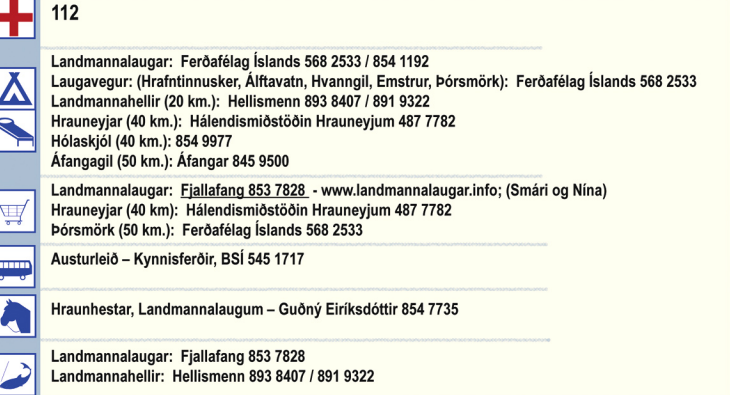 112
Landmannalaugar: Ferðafélag Íslands 568 2533 / 854 1192
Laugavegur: (Hrafntinnusker, Álftavatn, Hvanngil, Emstrur, Þórsmörk): Ferðafélag Íslands 568 2533
Landmannahellir (20 km.): Hellismenn 893 8407 / 891 9322
Hrauneyjar (40 km.): Hálendismiðstöðin Hrauneyjum 487 7782
Hólaskjól (40 km.): 854 9977
Áfangagil (50 km.): Áfangar 845 9500
Landmannalaugar: Fjallafang 853 7828 - www.landmannalaugar.info; (Smári og Nína)
Hrauneyjar (40 km): Hálendismiðstöðin Hrauneyjum 487 7782
Þórsmörk (50 km.): Ferðafélag Íslands 568 2533
Austurleið – Kynnisferðir, BSÍ 545 1717
Hraunhestar, Landmannalaugum – Guðný Eiríksdóttir 854 7735
Landmannalaugar: Fjallafang 853 7828
Landmannahellir: Hellismenn 893 8407 / 891 9322